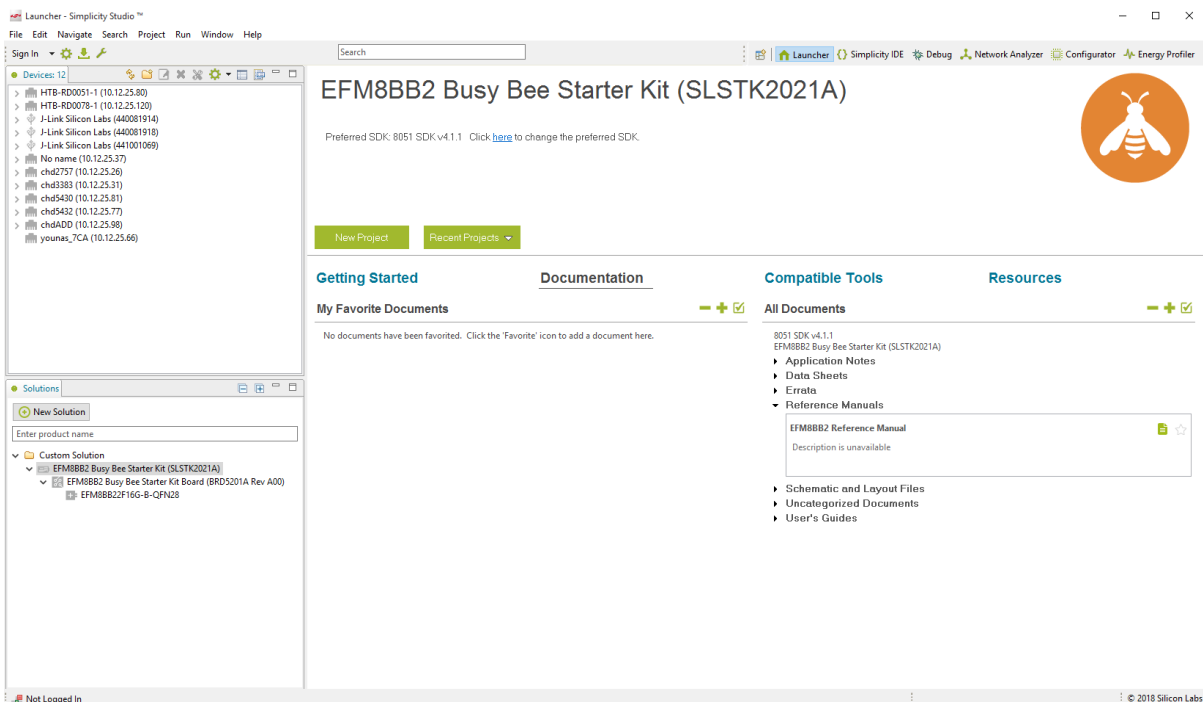 Launcher - Simplicity Studio ™
File Edit Navigate Search Project Run Window Help
Sign In
Search
Launcher Simplicity IDE Debug Network Analyzer Configurator Energy Profiler
Devices: 12
HTB-RD0051-1 (10.12.25.80)
HTB-RD0078-1 (10.12.25.120)
J-Link Silicon Labs (440081914)
J-Link Silicon Labs (440081918)
J-Link Silicon Labs (441001069)
No name (10.12.25.37)
chd2757 (10.12.25.26)
chd3383 (10.12.25.31)
chd5430 (10.12.25.81)
chd5432 (10.12.25.77)
chdADD (10.12.25.98)
younas_7CA (10.12.25.66)
Solutions
New Solution
Enter product name
Custom Solution
EFM8BB2 Busy Bee Starter Kit (SLSTK2021A)
EFM8BB2 Busy Bee Starter Kit Board (BRD5201A Rev A00)
EFM8BB22F16G-B-QFN28
EFM8BB2 Busy Bee Starter Kit (SLSTK2021A)
Preferred SDK: 8051 SDK v4.1.1 Click here to change the preferred SDK.
New Project Recent Projects
Getting Started Documentation Compatible Tools Resources
My Favorite Documents
No documents have been favorited. Click the 'Favorite' icon to add a document here.
All Documents
8051 SDK v4.1.1
EFM8BB2 Busy Bee Starter Kit (SLSTK2021A)
Application Notes
Data Sheets
Errata
Reference Manuals
EFM8BB2 Reference Manual
Description is unavailable
Schematic and Layout Files
Uncategorized Documents
User's Guides
Not Logged In
© 2018 Silicon Labs